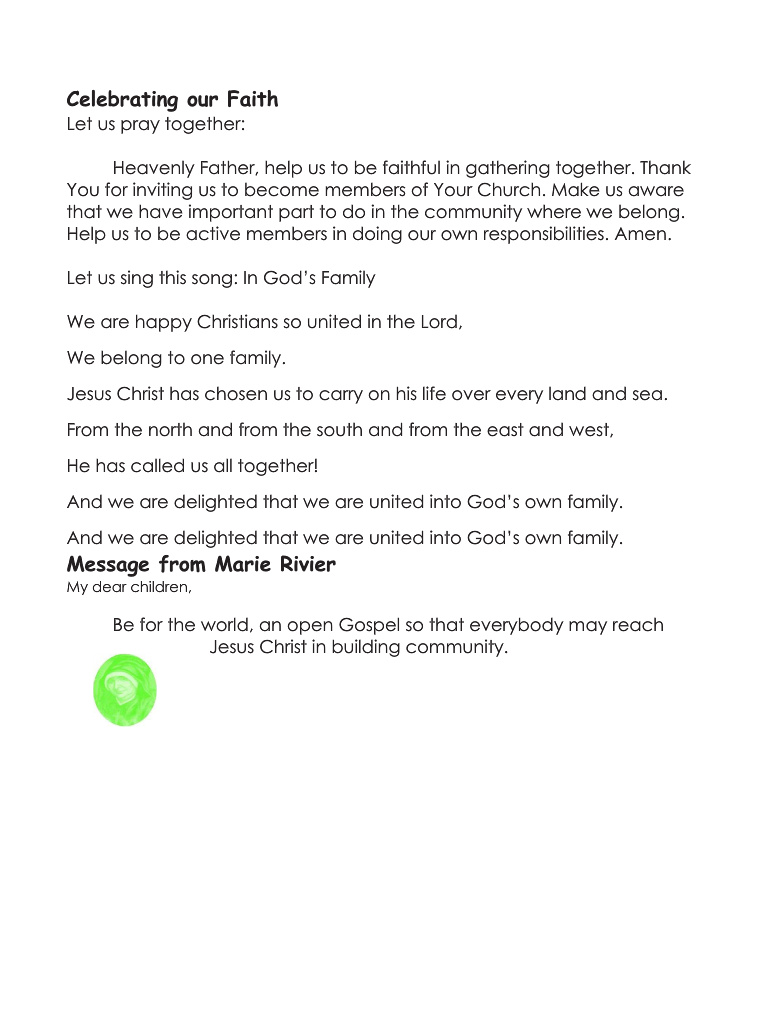 Celebrating our Faith
Let us pray together:
Heavenly Father, help us to be faithful in gathering together. Thank
You for inviting us to become members of Your Church. Make us aware
that we have important part to do in the community where we belong.
Help us to be active members in doing our own responsibilities. Amen.
Let us sing this song: In God’s Family
We are happy Christians so united in the Lord,
We belong to one family.
Jesus Christ has chosen us to carry on his life over every land and sea.
From the north and from the south and from the east and west,
He has called us all together!
And we are delighted that we are united into God’s own family.
And we are delighted that we are united into God’s own family.
Message from Marie Rivier
My dear children,
Be for the world, an open Gospel so that everybody may reach
Jesus Christ in building community.